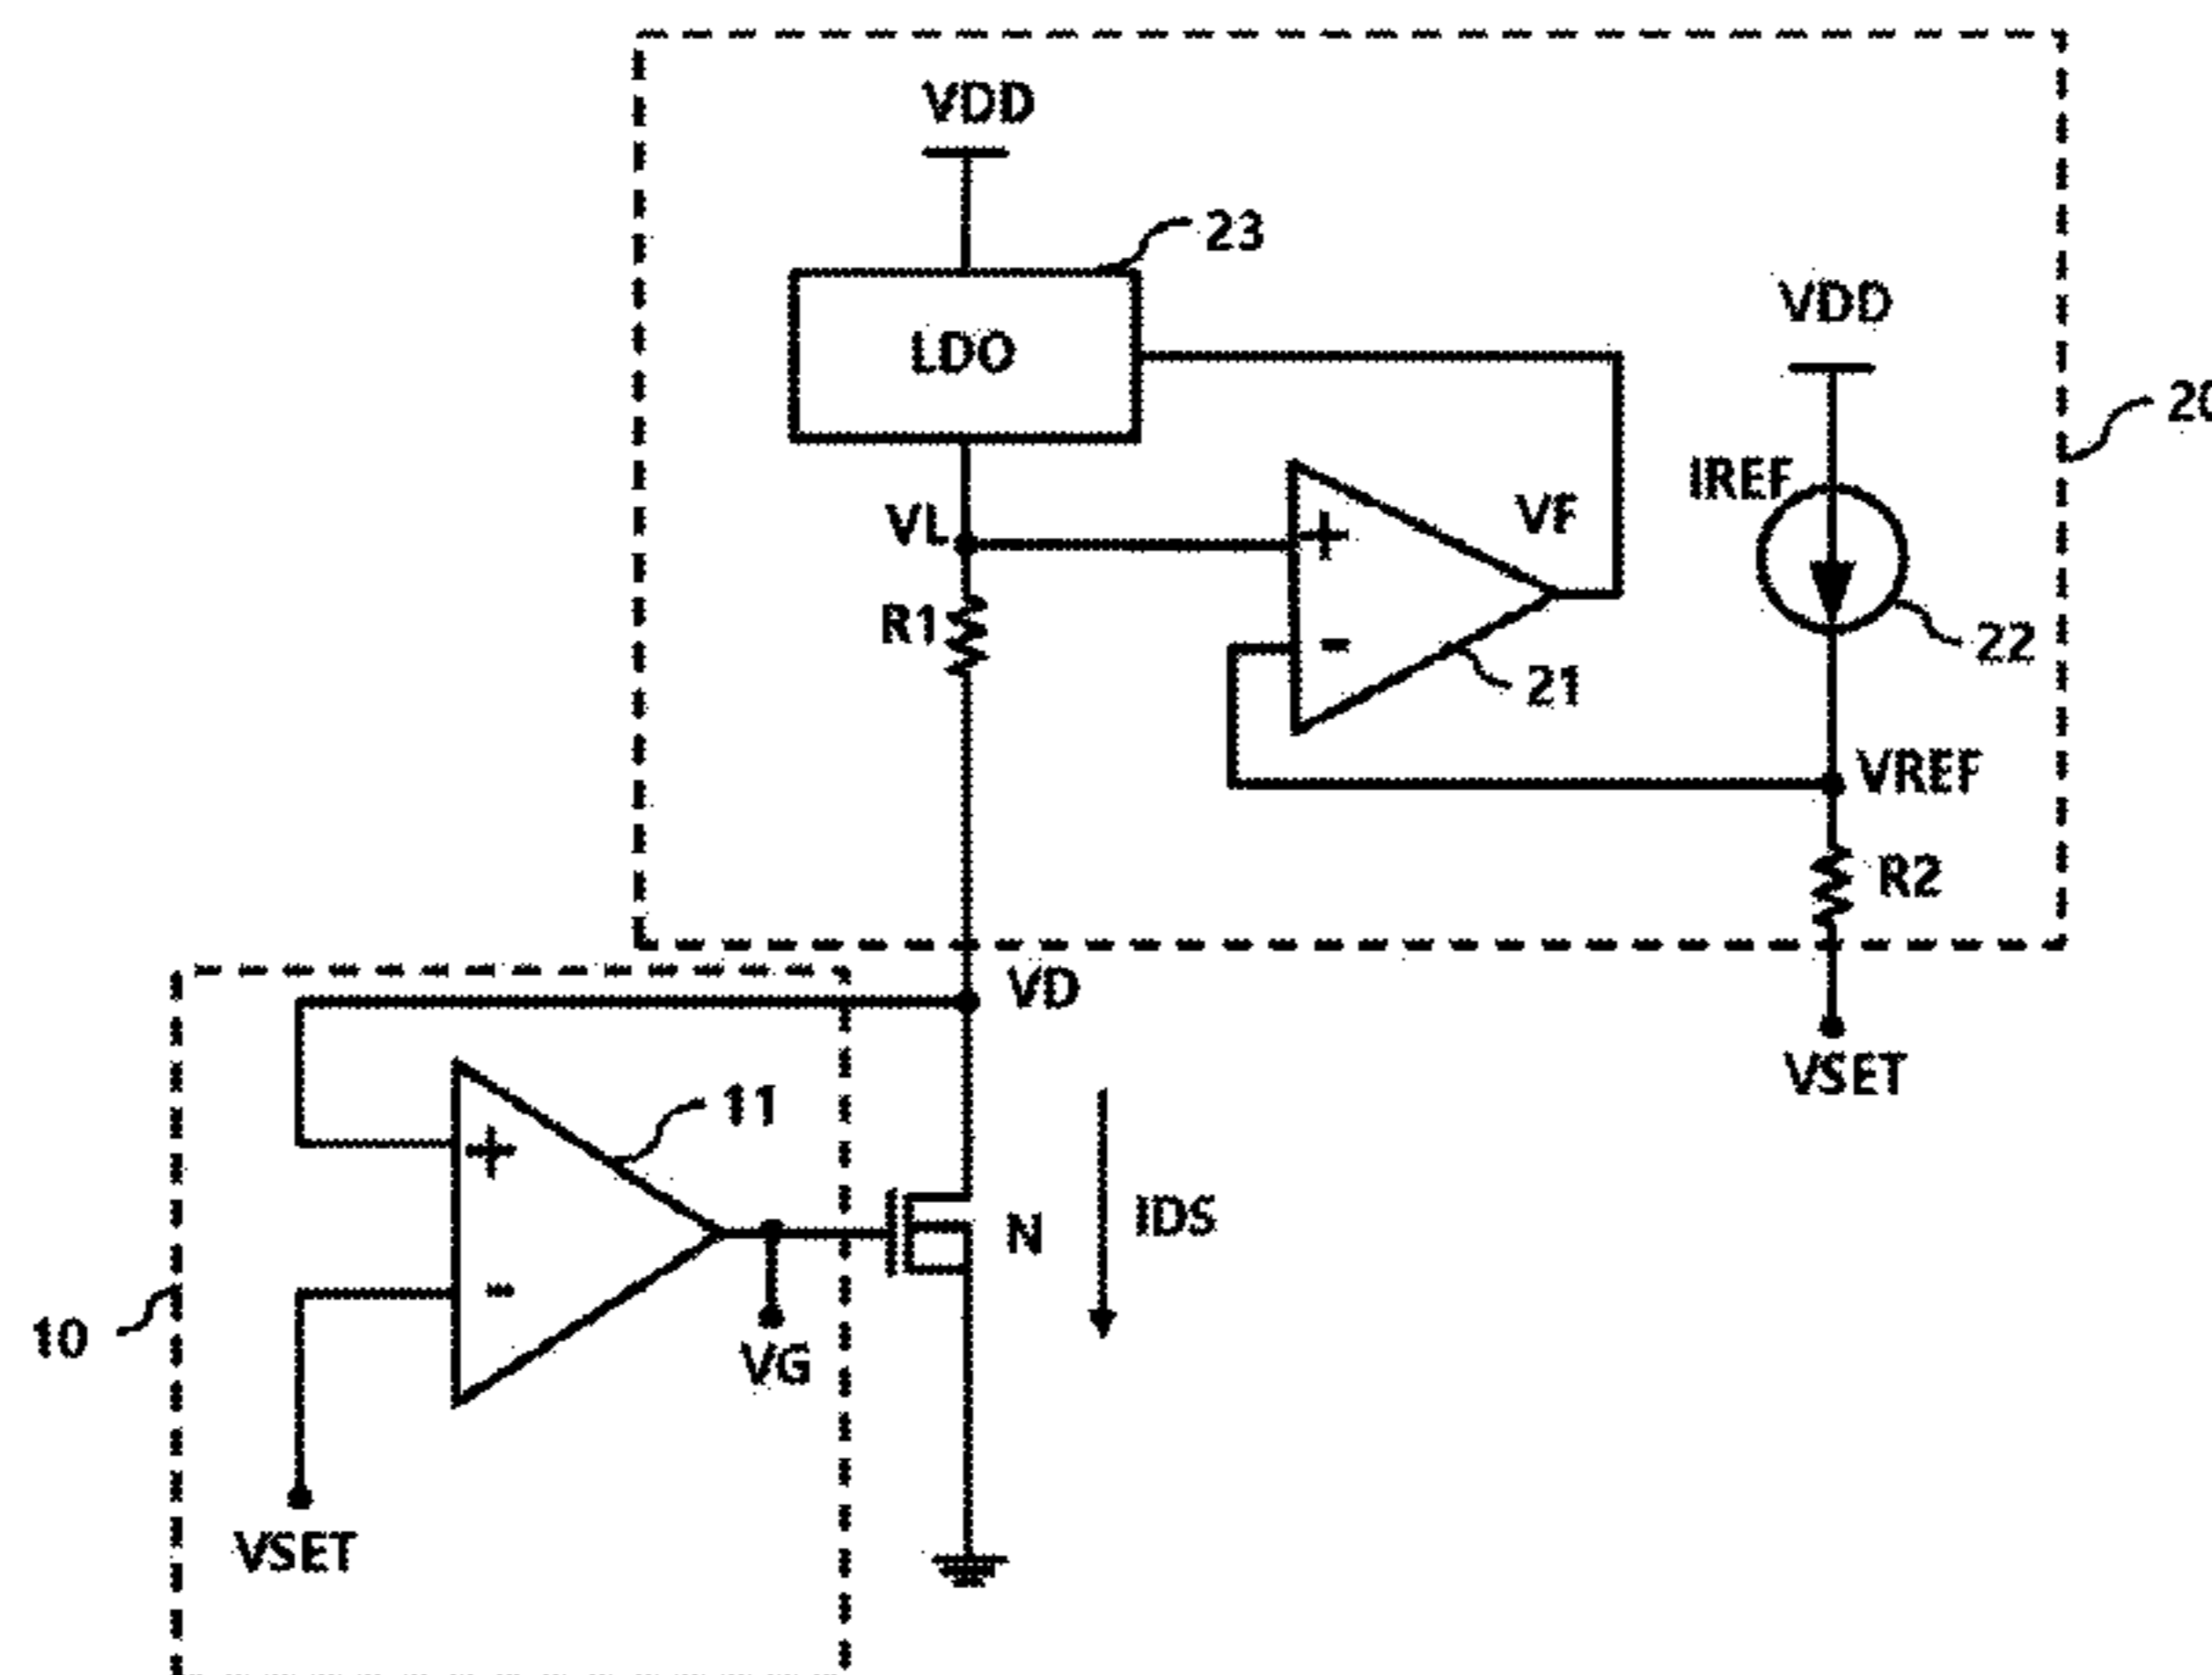 VDD
23
LDO
VDD
20
IREF
VL
+
VF
R1
-
22
21
VREF
R2
VD
VSET
11
+
IDS
N
-
10
VG
VSET